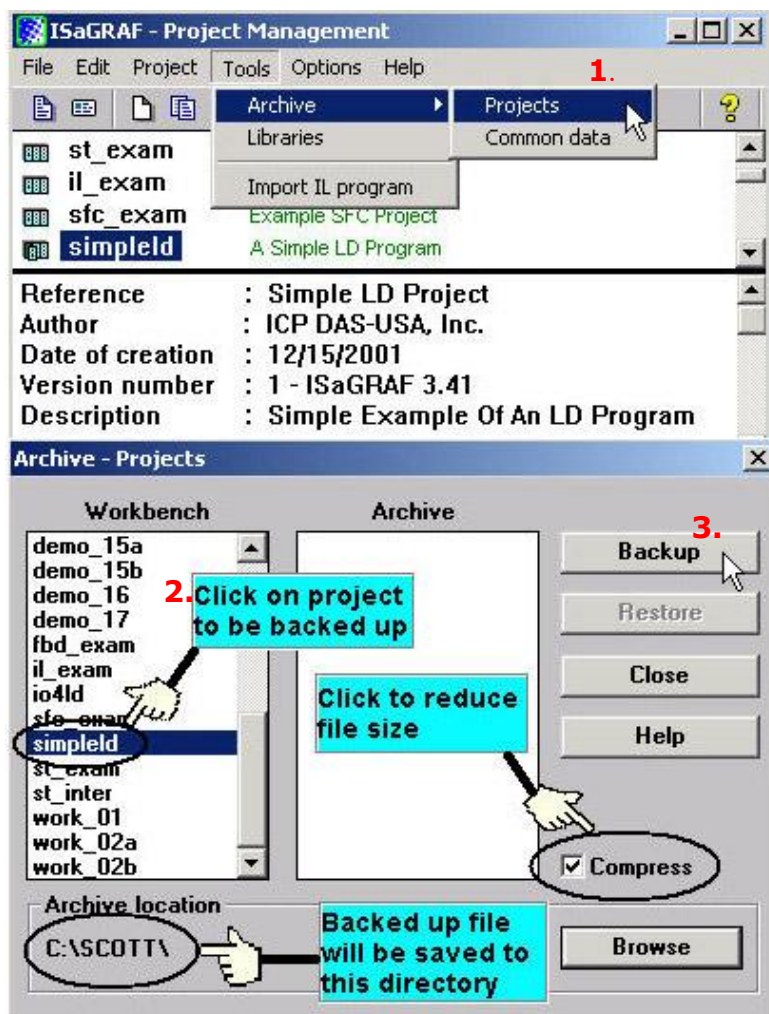 ISaGRAF - Project Management
File Edit Project Tools Options Help
1.
Archive
Projects
Libraries
Common data
Import IL program
st_exam
il_exam
sfc_exam Example SFC Project
simpleld A Simple LD Program
Reference : Simple LD Project
Author : ICP DAS-USA, Inc.
Date of creation : 12/15/2001
Version number : 1 - ISaGRAF 3.41
Description : Simple Example Of An LD Program
Archive - Projects
Workbench
Archive
demo_15a
demo_15b
demo_16
demo_17
fbd_exam
il_exam
io4ld
sfc_exam
simpleld
st_exam
st_inter
work_01
work_02a
work_02b
2. Click on project
to be backed up
Click to reduce
file size
3.
Backup
Restore
Close
Help
Compress
Archive location
C:\SCOTT\
Backed up file
will be saved to
this directory
Browse